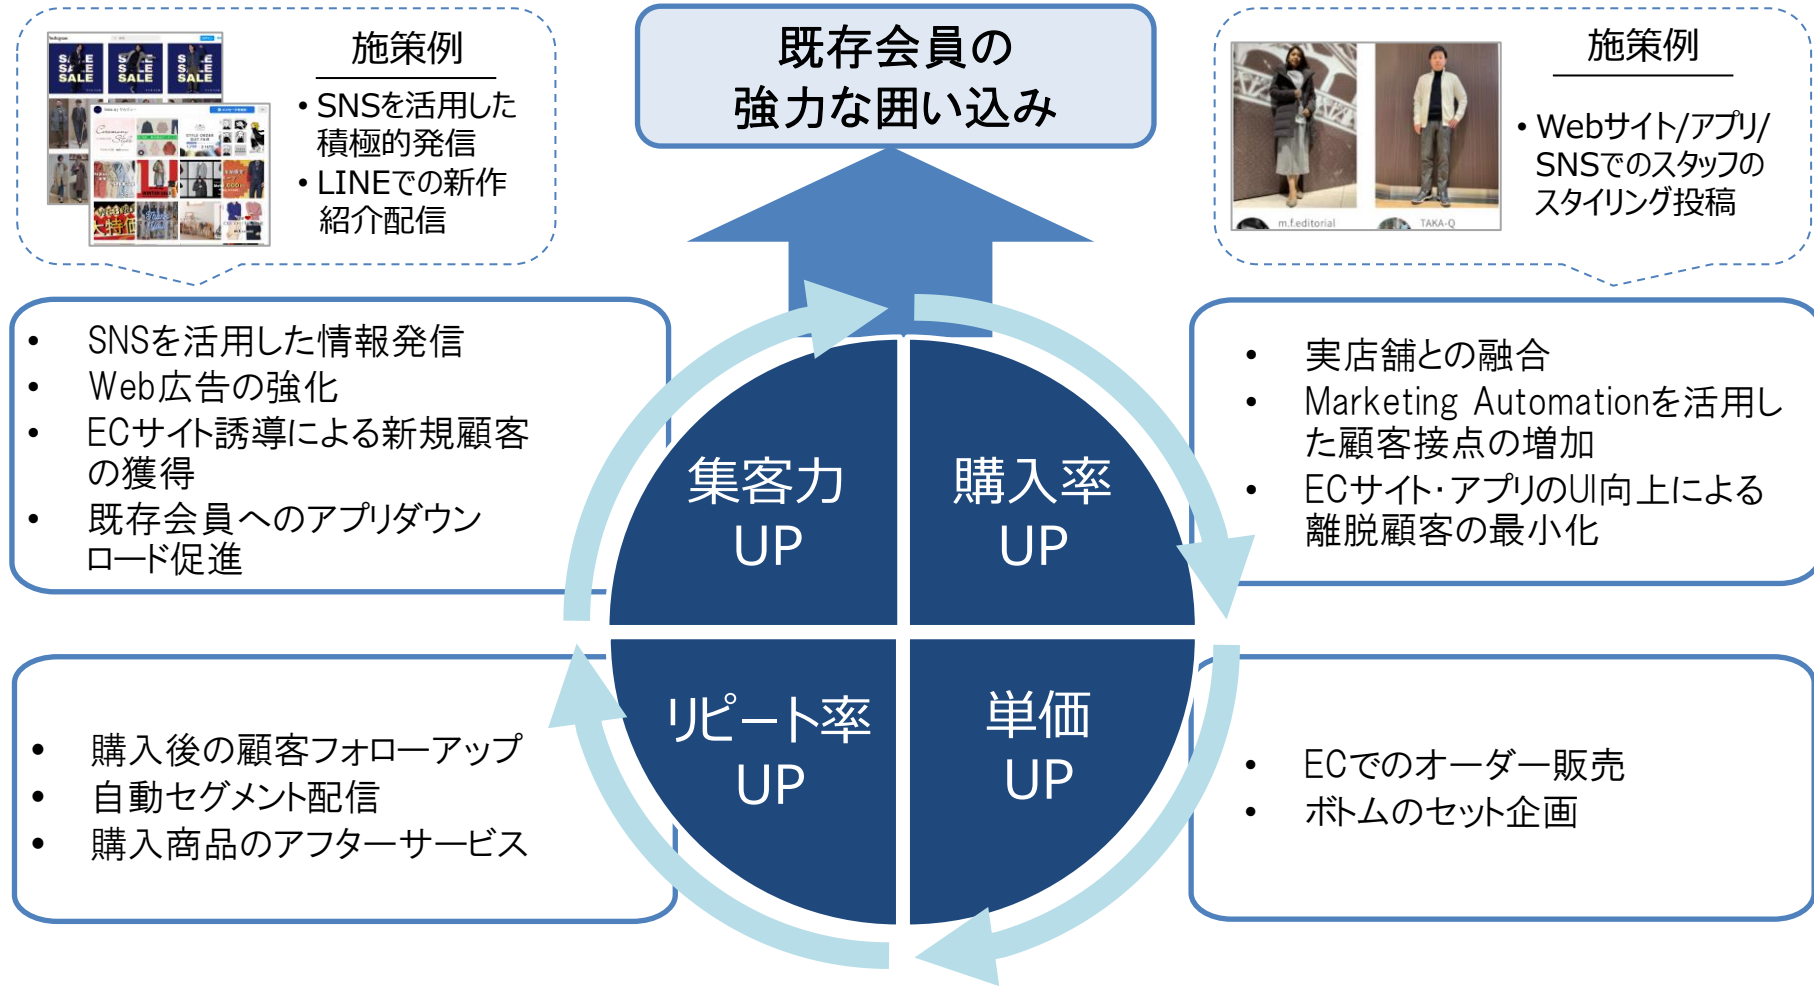 施策例
• SNSを活用した
積極的発信
• LINEでの新作
紹介配信
既存会員の
強力な囲い込み
施策例
• Webサイト/アプリ/
SNSでのスタッフの
スタイリング投稿
SALE
SALE
SALE
SALE
SALE
SALE
SALE
m.f.editorial
TAKA-Q
• SNSを活用した情報発信
• Web広告の強化
• ECサイト誘導による新規顧客
の獲得
• 既存会員へのアプリダウン
ロード促進
集客力
UP
購入率
UP
• 実店舗との融合
• Marketing Automationを活用し
た顧客接点の増加
• ECサイト・アプリのUI向上による
離脱顧客の最小化
• 購入後の顧客フォローアップ
• 自動セグメント配信
• 購入商品のアフターサービス
リピート率
UP
単価
UP
• ECでのオーダー販売
• ボトムのセット企画